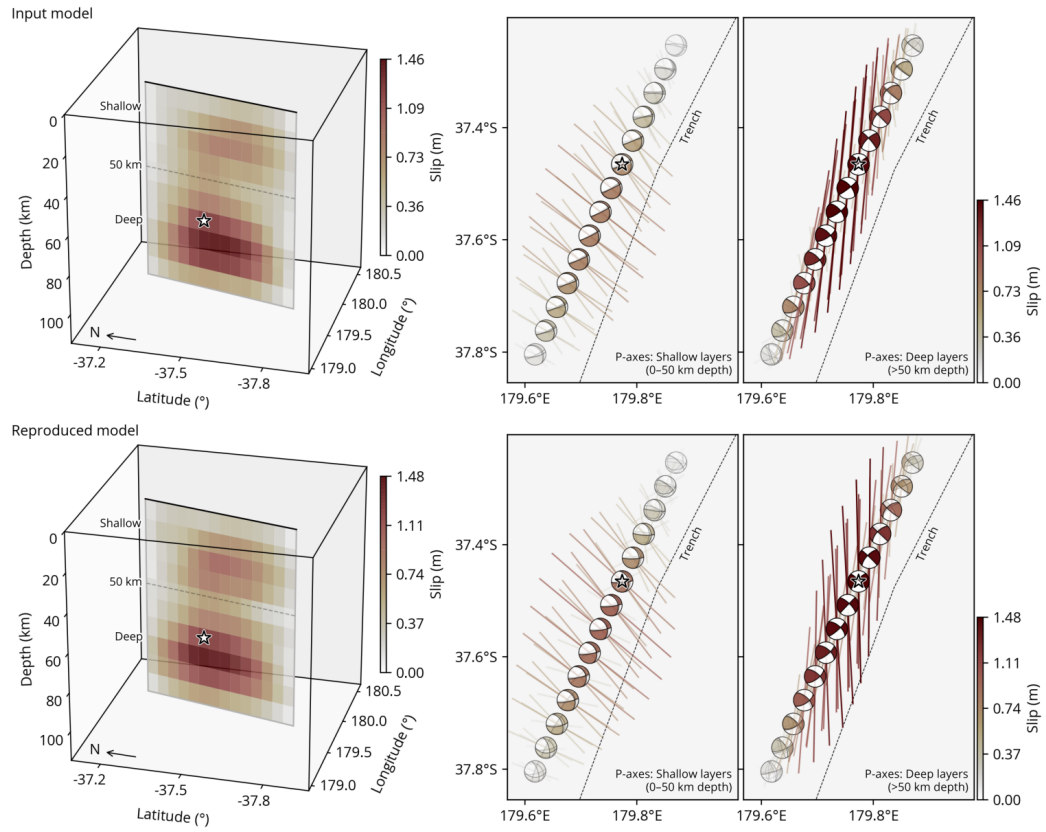 Input model
Shallow
50 km
Deep
0
20
40
60
80
100
Depth (km)
N
-37.2
-37.5
-37.8
Latitude (°)
179.0
179.5
180.0
180.5
Longitude (°)
1.46
1.09
0.73
0.36
0.00
Slip (m)
37.4°S
37.6°S
37.8°S
Trench
P-axes: Shallow layers
(0–50 km depth)
179.6°E
179.8°E
Trench
P-axes: Deep layers
(>50 km depth)
179.6°E
179.8°E
1.46
1.09
0.73
0.36
0.00
Slip (m)
Reproduced model
Shallow
50 km
Deep
0
20
40
60
80
100
Depth (km)
N
-37.2
-37.5
-37.8
Latitude (°)
179.0
179.5
180.0
180.5
Longitude (°)
1.48
1.11
0.74
0.37
0.00
Slip (m)
37.4°S
37.6°S
37.8°S
Trench
P-axes: Shallow layers
(0–50 km depth)
179.6°E
179.8°E
Trench
P-axes: Deep layers
(>50 km depth)
179.6°E
179.8°E
1.48
1.11
0.74
0.37
0.00
Slip (m)